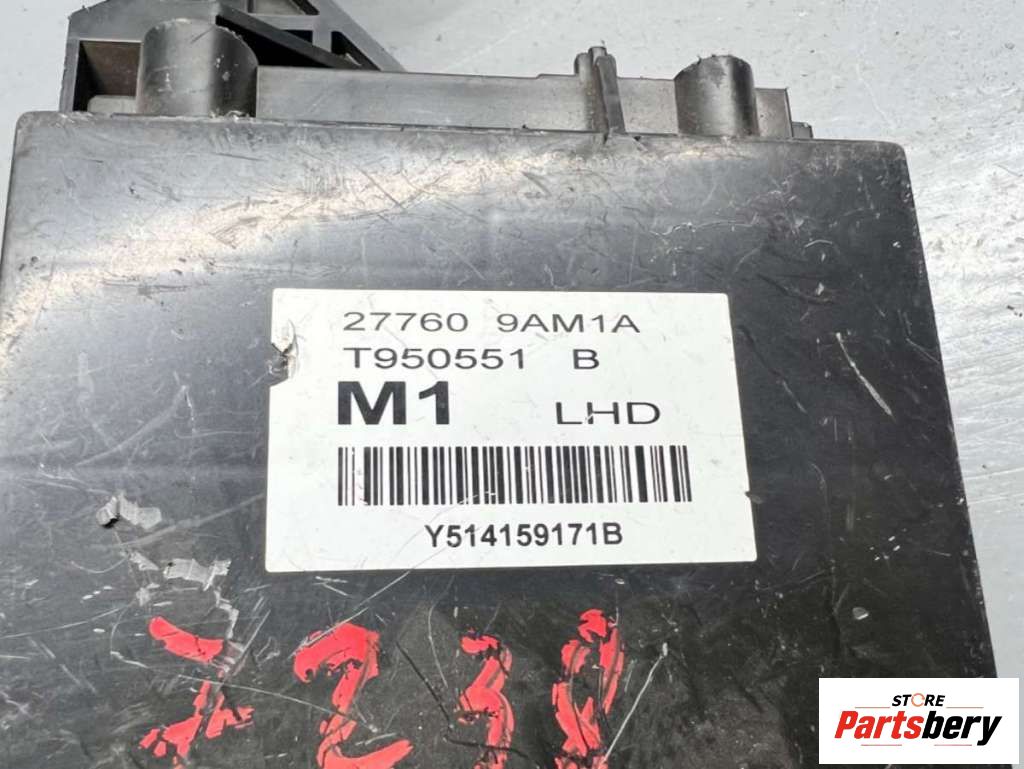 27760 9AM1A
T950551 B
M1 LHD
Y514159171B
STORE
Partsbery